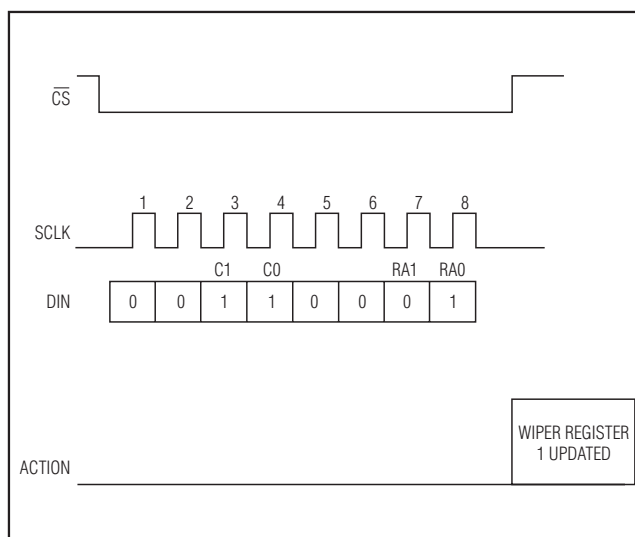 CS
1 2 3 4 5 6 7 8
SCLK
C1 C0 RA1 RA0
DIN 0 0 1 1 0 0 0 1
WIPER REGISTER
1 UPDATED
ACTION